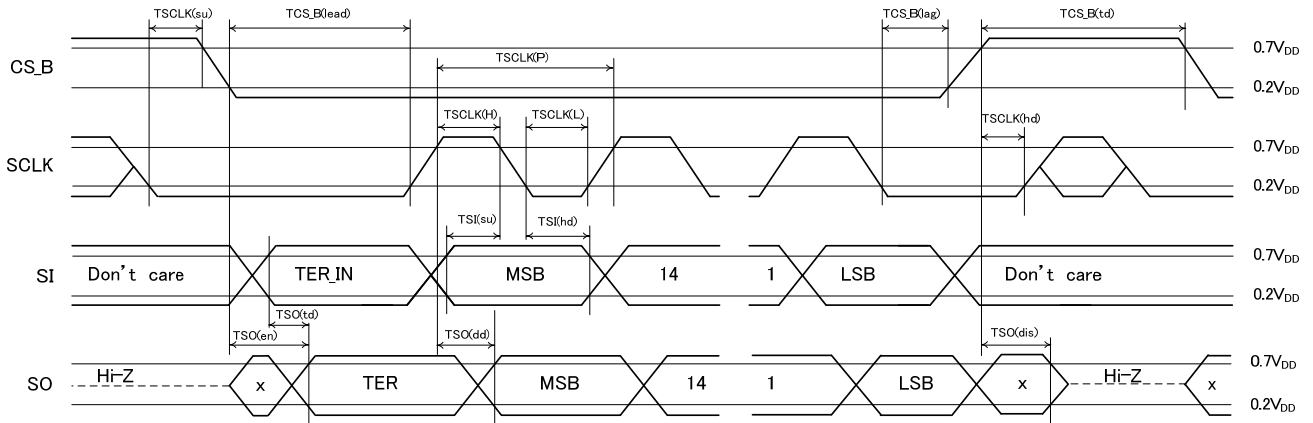 TSCLK(su) TCS_B(lead) TCS_B(lag) TCS_B(td)
CS_B 0.7VDD
TSCLK(P)
0.2VDD
TSCLK(H) TSCLK(L) TSCLK(hd)
SCLK 0.7VDD
0.2VDD
TSI(su) TSI(hd)
SI Don't care TER_IN MSB 14 1 LSB Don't care 0.7VDD
0.2VDD
TSO(td)
TSO(en) TSO(dd) TSO(dis)
SO Hi-Z x TER MSB 14 1 LSB x Hi-Z x 0.7VDD
0.2VDD